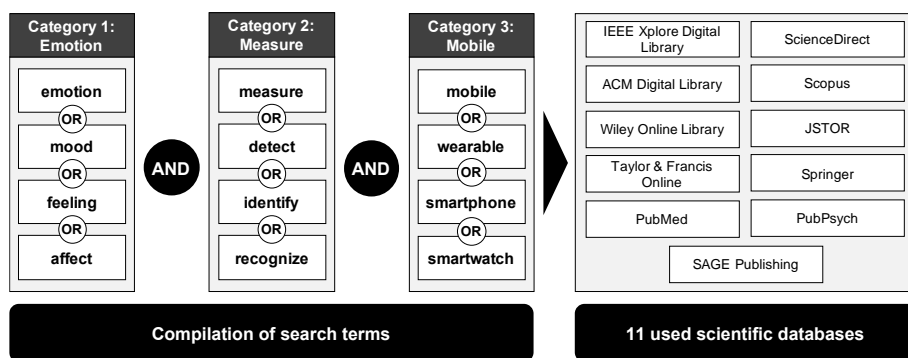 Category 1:
Emotion
emotion
OR
mood
OR
feeling
OR
affect
AND
Category 2:
Measure
measure
OR
detect
OR
identify
OR
recognize
AND
Category 3:
Mobile
mobile
OR
wearable
OR
smartphone
OR
smartwatch
IEEE Xplore Digital
Library
ScienceDirect
ACM Digital Library
Scopus
Wiley Online Library
JSTOR
Taylor & Francis
Online
Springer
PubMed
PubPsych
SAGE Publishing
Compilation of search terms
11 used scientific databases